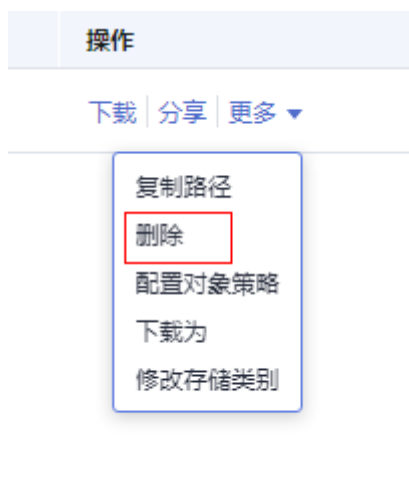 操作
下载 分享 更多
复制路径
删除
配置对象策略
下载为
修改存储类别